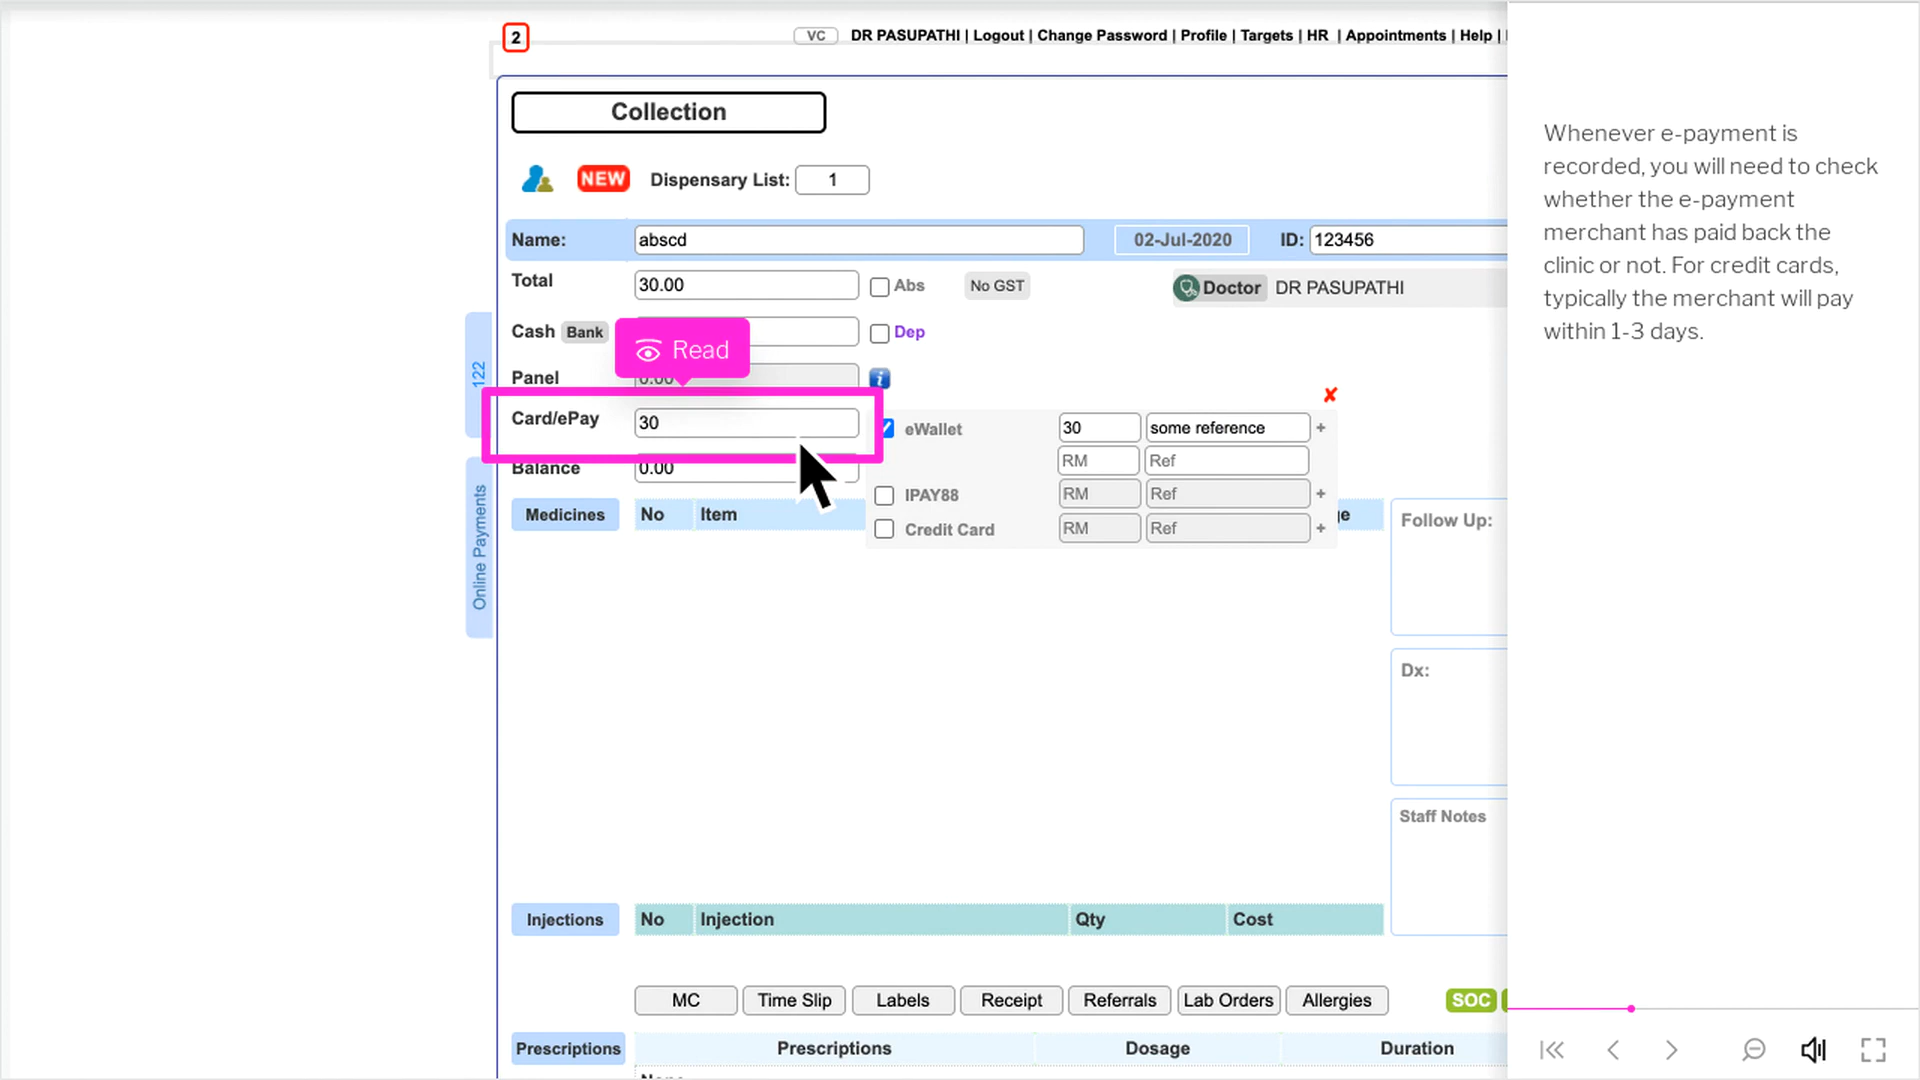 2
VC DR PASUPATHI | Logout | Change Password | Profile | Targets | HR | Appointments | Help |
Collection
NEW Dispensary List: 1
Name: abscd 02-Jul-2020 ID: 123456
Total 30.00 Abs No GST Doctor DR PASUPATHI
Cash Bank Dep
Read
Panel 0.00
Card/ePay 30
eWallet 30 some reference +
RM Ref
Balance 0.00
IPAY88 RM Ref +
Credit Card RM Ref +
122
Online Payments
Medicines No Item
Follow Up:
Dx:
Staff Notes
Injections No Injection Qty Cost
MC Time Slip Labels Receipt Referrals Lab Orders Allergies SOC
Prescriptions Prescriptions Dosage Duration
Whenever e-payment is
recorded, you will need to check
whether the e-payment
merchant has paid back the
clinic or not. For credit cards,
typically the merchant will pay
within 1-3 days.